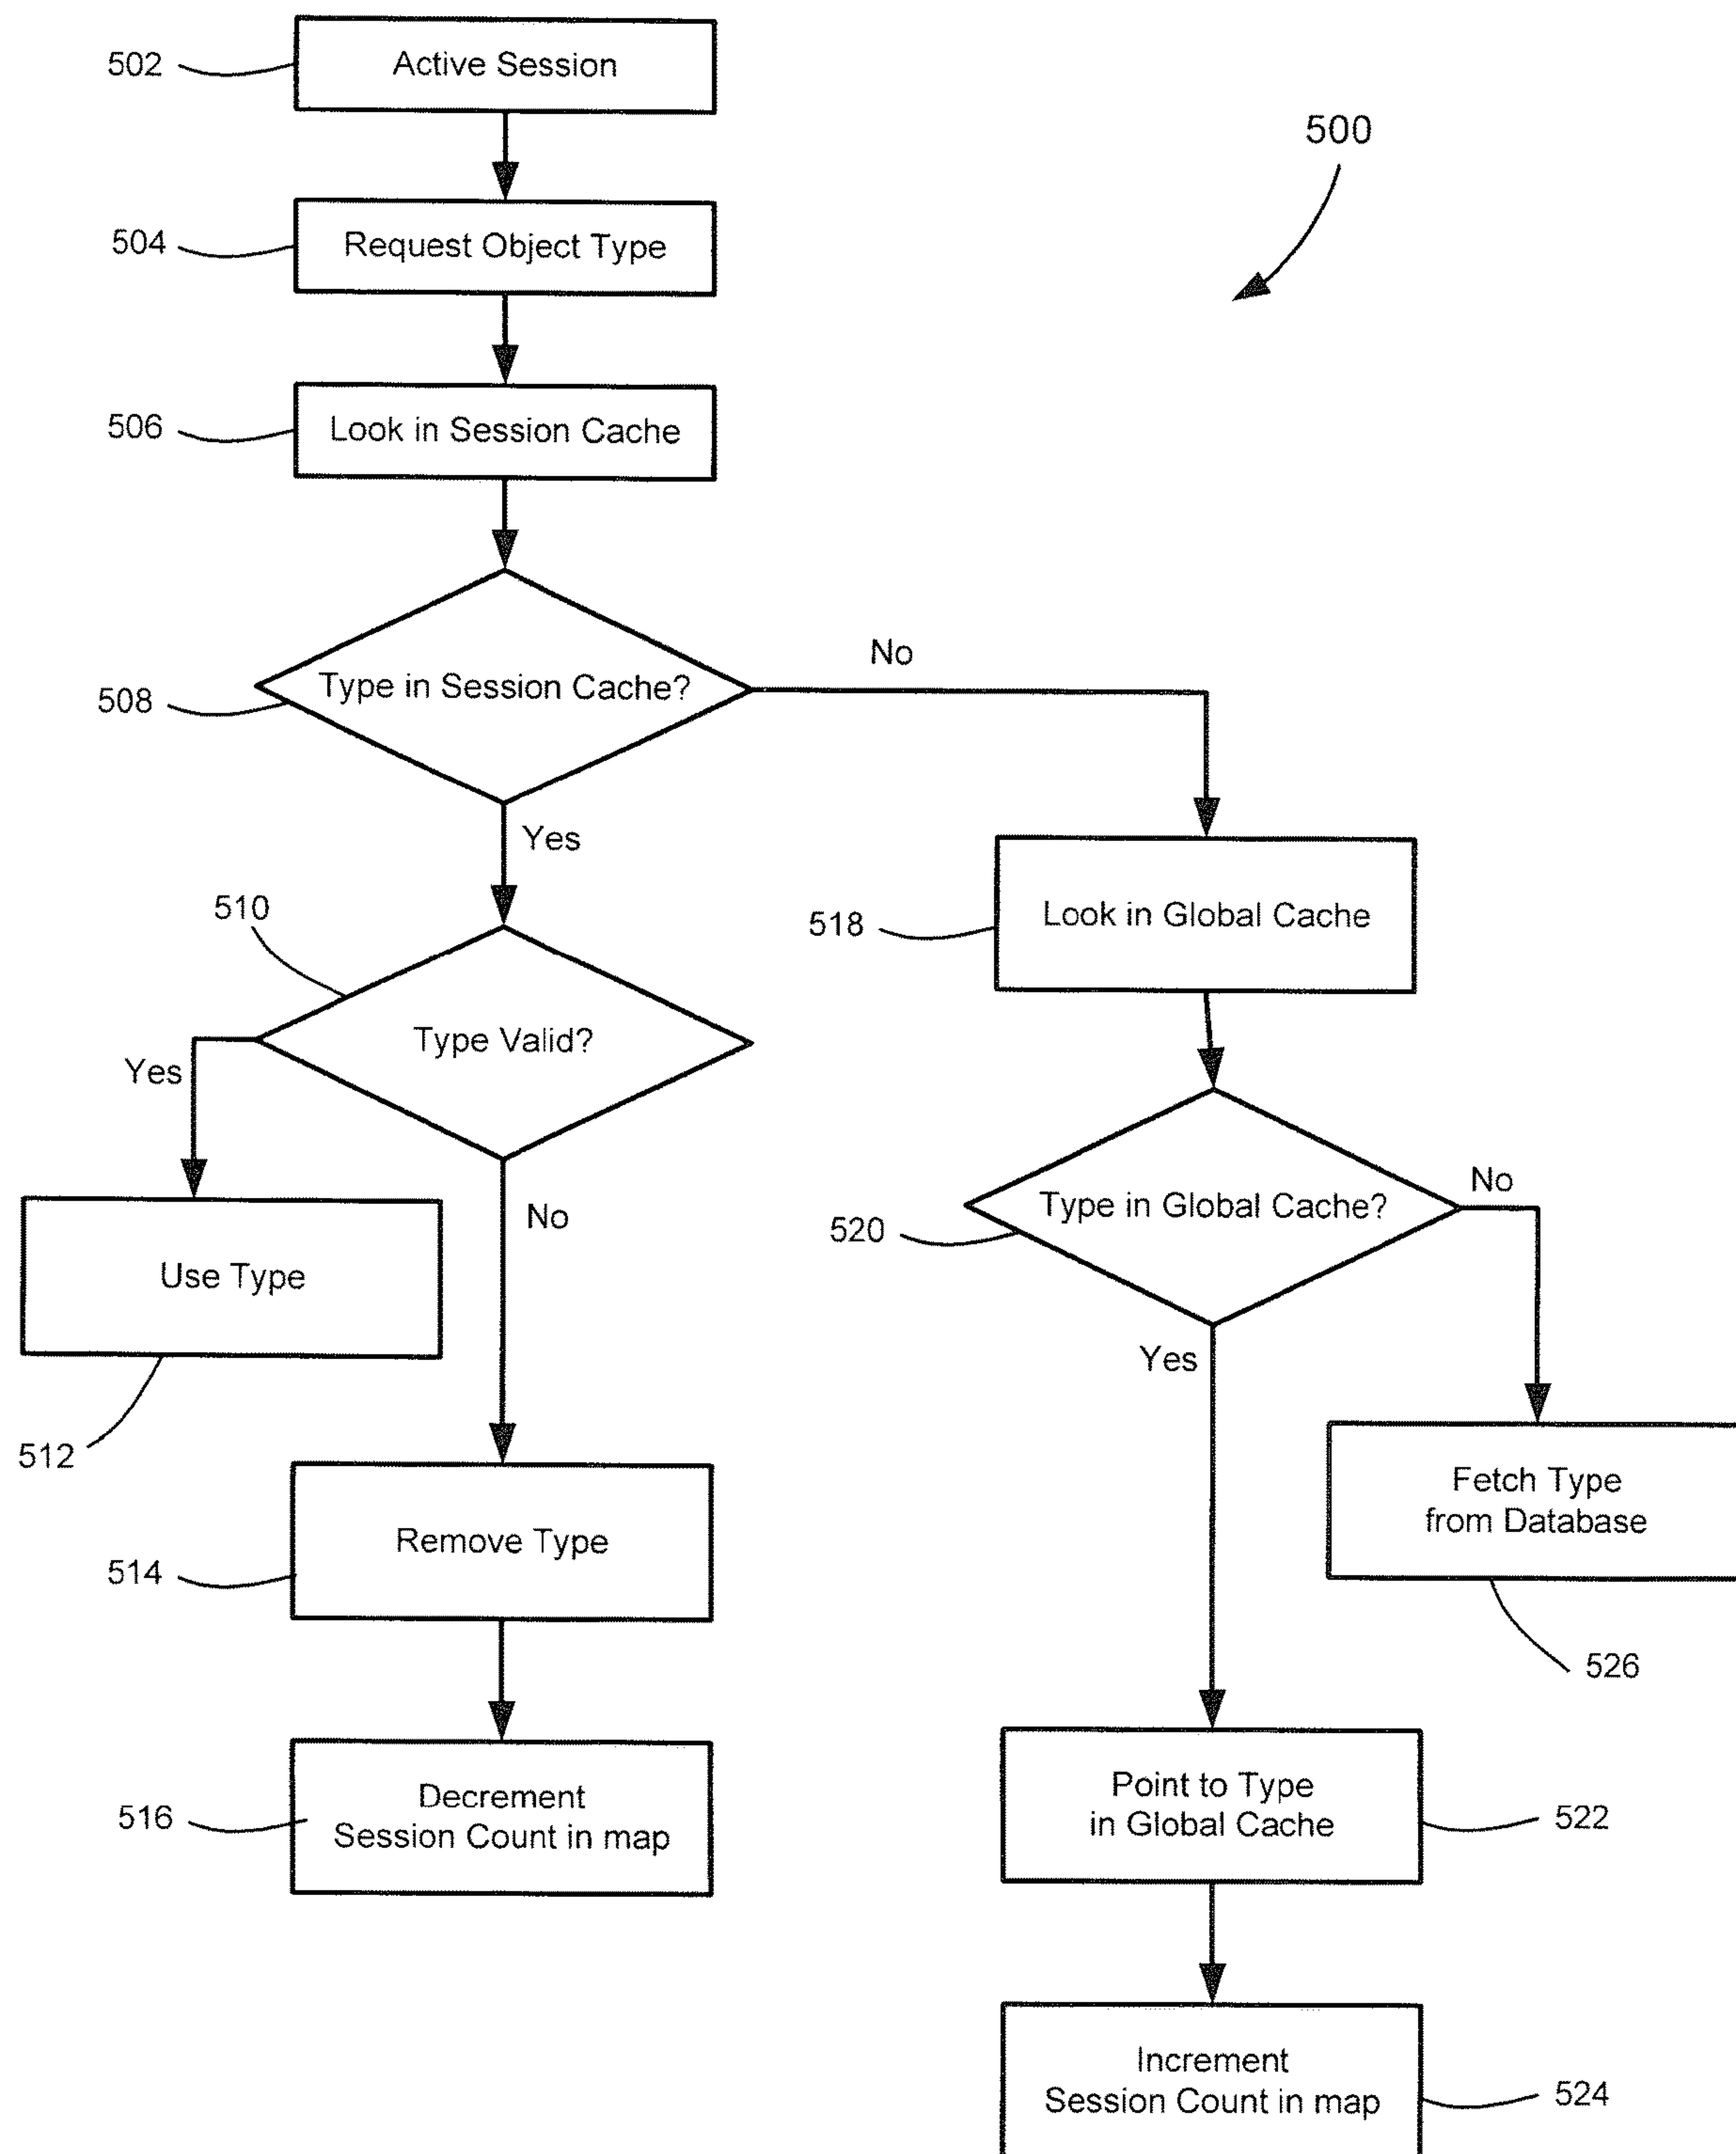 502
Active Session
500
504
Request Object Type
506
Look in Session Cache
No
508
Type in Session Cache?
Yes
510
518
Look in Global Cache
Type Valid?
Yes
No
No
520
Type in Global Cache?
Use Type
Yes
512
Fetch Type
from Database
514
Remove Type
526
516
Decrement
Session Count in map
Point to Type
in Global Cache
522
Increment
Session Count in map
524